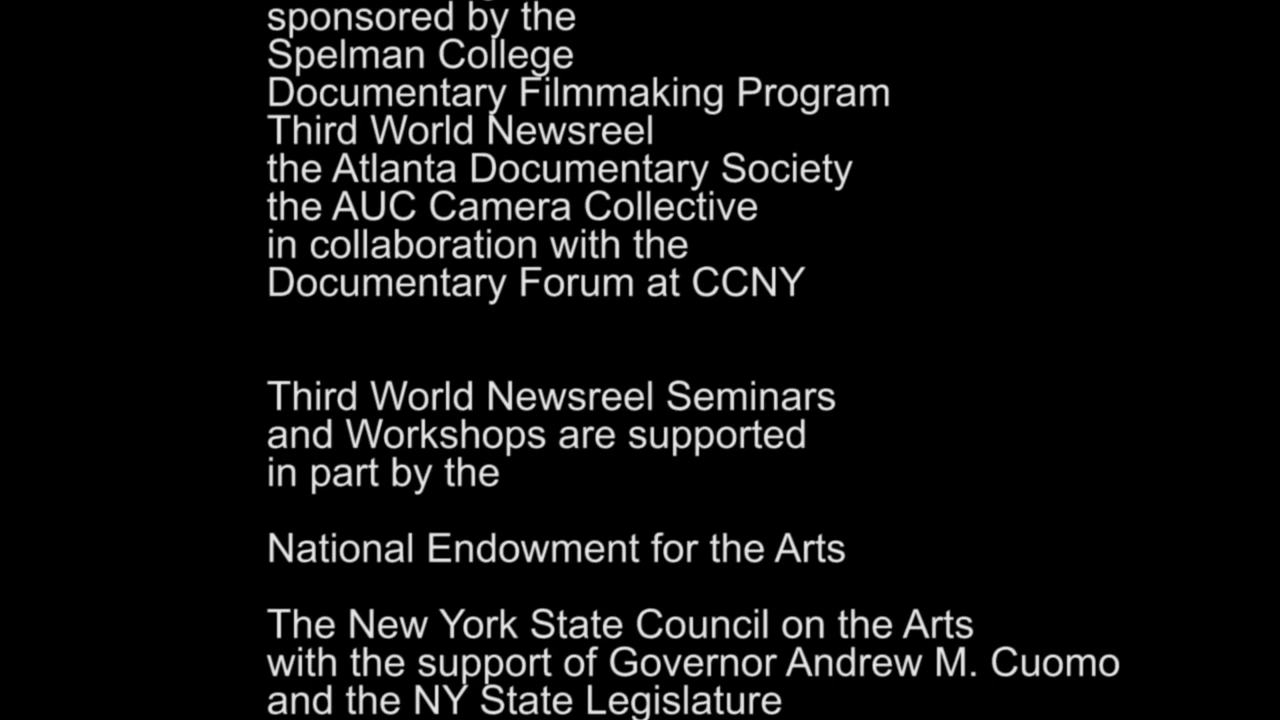 sponsored by the
Spelman College
Documentary Filmmaking Program
Third World Newsreel
the Atlanta Documentary Society
the AUC Camera Collective
in collaboration with the
Documentary Forum at CCNY
Third World Newsreel Seminars
and Workshops are supported
in part by the
National Endowment for the Arts
The New York State Council on the Arts
with the support of Governor Andrew M. Cuomo
and the NY State Legislature